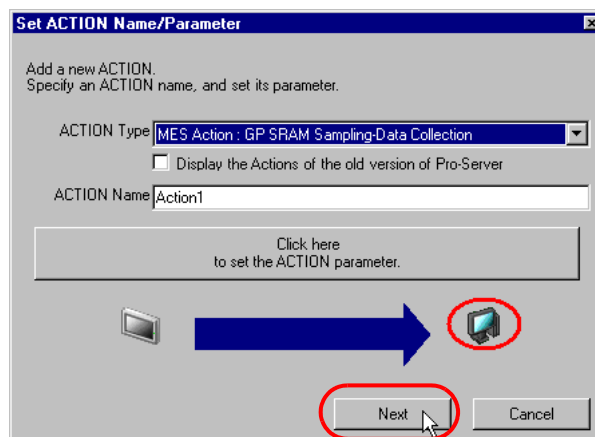 Set ACTION Name/Parameter
Add a new ACTION.
Specify an ACTION name, and set its parameter.
ACTION Type MES Action : GP SRAM Sampling-Data Collection
Display the Actions of the old version of Pro-Server
ACTION Name Action1
Click here
to set the ACTION parameter.
Next Cancel